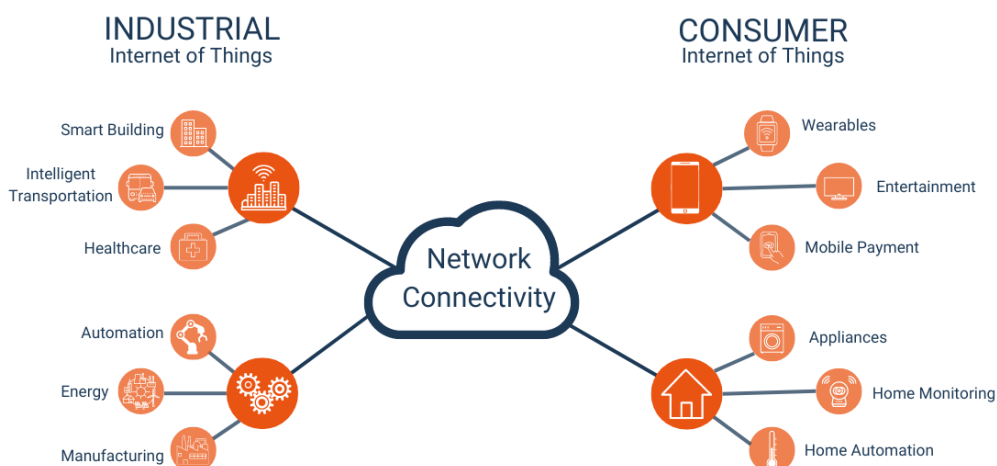 INDUSTRIAL
Internet of Things
Smart Building
Intelligent
Transportation
Healthcare
Automation
Energy
Manufacturing
Network
Connectivity
CONSUMER
Internet of Things
Wearables
Entertainment
Mobile Payment
Appliances
Home Monitoring
Home Automation